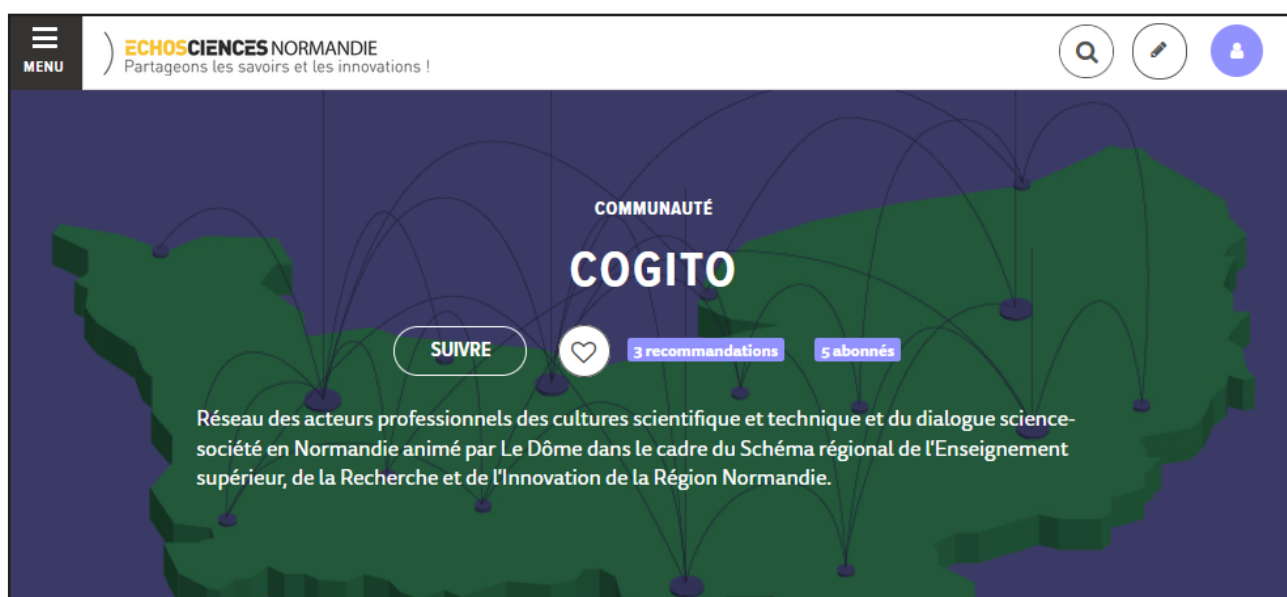 MENU
ECHOSCIENCES NORMANDIE
Partageons les savoirs et les innovations !
COMMUNAUTÉ
COGITO
SUIVRE
3 recommandations
5 abonnés
Réseau des acteurs professionnels des cultures scientifique et technique et du dialogue science-
société en Normandie animé par Le Dôme dans le cadre du Schéma régional de l'Enseignement
supérieur, de la Recherche et de l'Innovation de la Région Normandie.